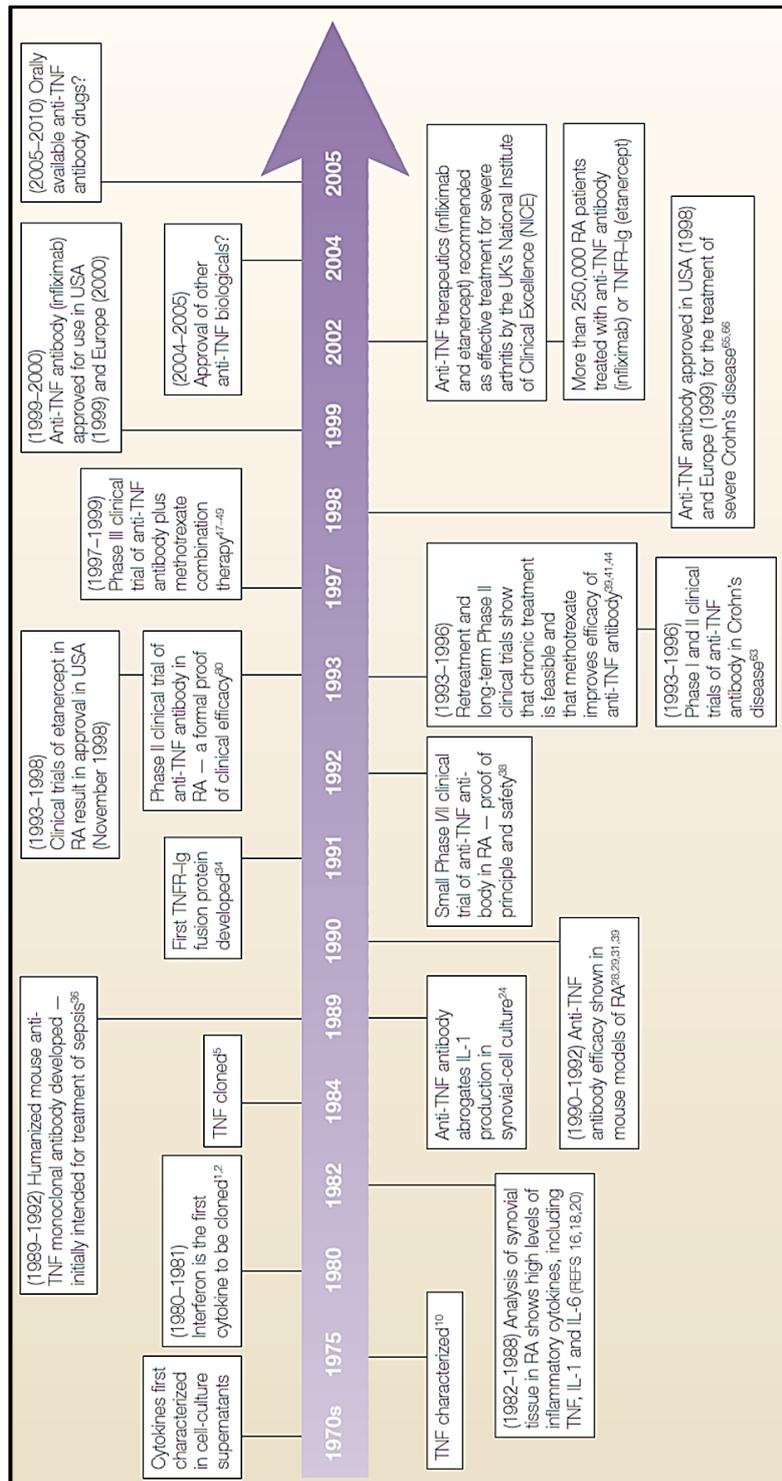 Cytokines first
characterized
in cell-culture
supernatants
(1980–1981)
Interferon is the first
cytokine to be cloned1,2
TNF cloned5
(1989–1992) Humanized mouse anti-
TNF monoclonal antibody developed —
initially intended for treatment of sepsis36
First TNFR–Ig
fusion protein
developed34
(1993–1998)
Clinical trials of etanercept in
RA result in approval in USA
(November 1998)
Phase II clinical trial of
anti-TNF antibody in
RA — a formal proof
of clinical efficacy80
(1997–1999)
Phase III clinical
trial of anti-TNF
antibody plus
methotrexate
combination
therapy47–49
(1999–2000)
Anti-TNF antibody (infliximab)
approved for use in USA
(1999) and Europe (2000)
(2004–2005)
Approval of other
anti-TNF biologicals?
(2005–2010) Orally
available anti-TNF
antibody drugs?
1970s 1975 1980 1982 1984 1989 1990 1991 1992 1993 1997 1998 1999 2002 2004 2005
TNF characterized10
(1982–1988) Analysis of synovial
tissue in RA shows high levels of
inflammatory cytokines, including
TNF, IL-1 and IL-6 (REFS 16,18,20)
Anti-TNF antibody
abrogates IL-1
production in
synovial-cell culture24
(1990–1992) Anti-TNF
antibody efficacy shown in
mouse models of RA28,29,31,39
Small Phase I/II clinical
trial of anti-TNF anti-
body in RA — proof of
principle and safety38
(1993–1996)
Retreatment and
long-term Phase II
clinical trials show
that chronic treatment
is feasible and
that methotrexate
improves efficacy of
anti-TNF antibody39,41,44
(1993–1996)
Phase I and II clinical
trials of anti-TNF
antibody in Crohn's
disease63
Anti-TNF antibody approved in USA (1998)
and Europe (1999) for the treatment of
severe Crohn's disease65,66
Anti-TNF therapeutics (infliximab
and etanercept) recommended
as effective treatment for severe
arthritis by the UK's National Institute
of Clinical Excellence (NICE)
More than 250,000 RA patients
treated with anti-TNF antibody
(infliximab) or TNFR–Ig (etanercept)